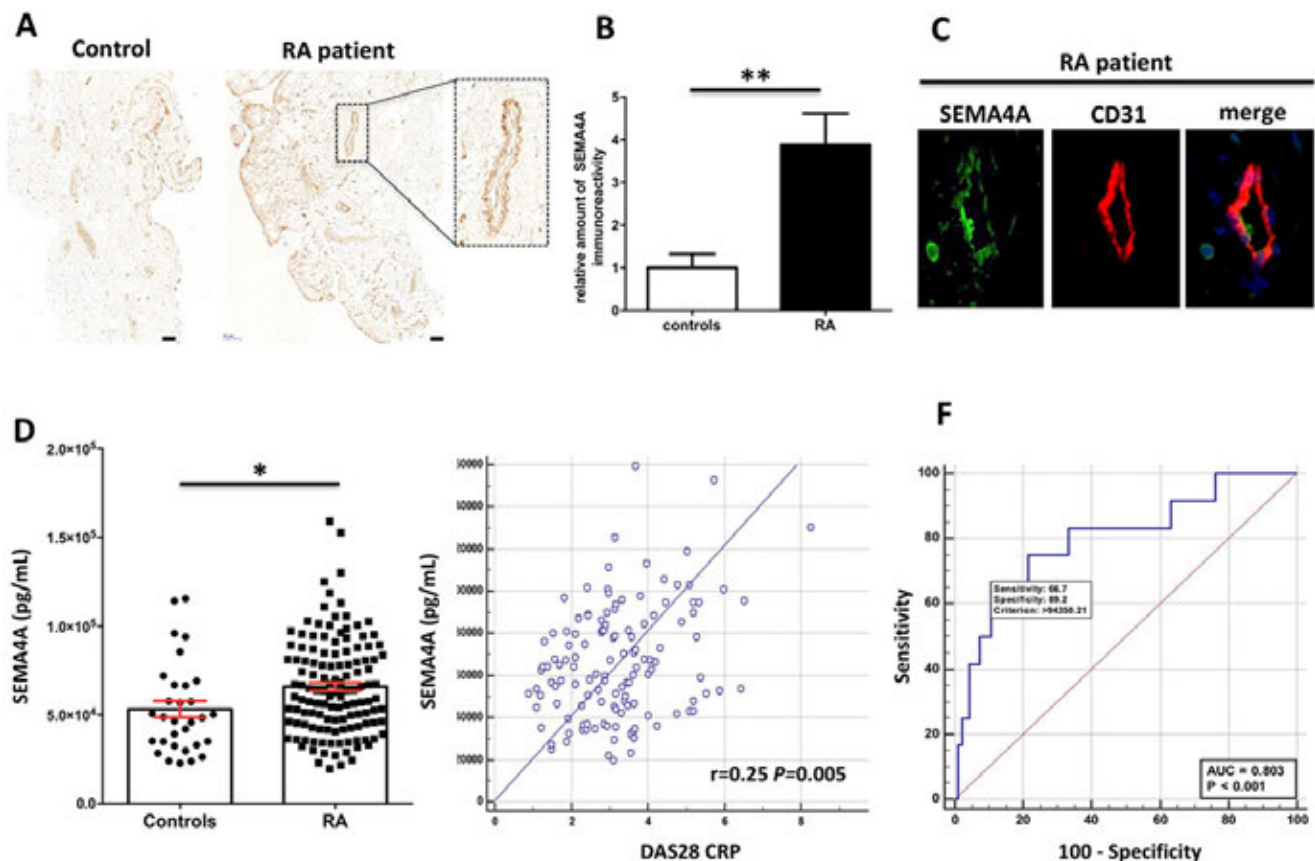 A
Control
RA patient
B
**
relative amount of SEMA4A
immunoreactivity
5
4
3
2
1
0
controls
RA
C
RA patient
SEMA4A
CD31
merge
D
SEMA4A (pg/mL)
2.0×10⁵
1.5×10⁵
1.0×10⁵
5.0×10⁴
0.0
*
Controls
RA
SEMA4A (pg/mL)
0
0
2
4
6
8
r=0.25 P=0.005
DAS28 CRP
F
Sensitivity
100
80
60
40
20
0
Sensitivity: 66.7
Specificity: 89.2
Criterion: >94350.21
AUC = 0.803
P < 0.001
0
20
40
60
80
100
100 - Specificity